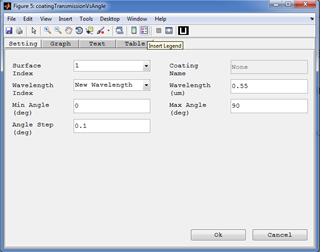 Figure 5: coatingTransmissionVsAngle
File Edit View Insert Tools Desktop Window Help
Insert Legend
Setting Graph Text Table
Surface Index 1 Coating Name None
Wavelength Index New Wavelength Wavelength (um) 0.55
Min Angle (deg) 0 Max Angle (deg) 90
Angle Step (deg) 0.1
Ok Cancel